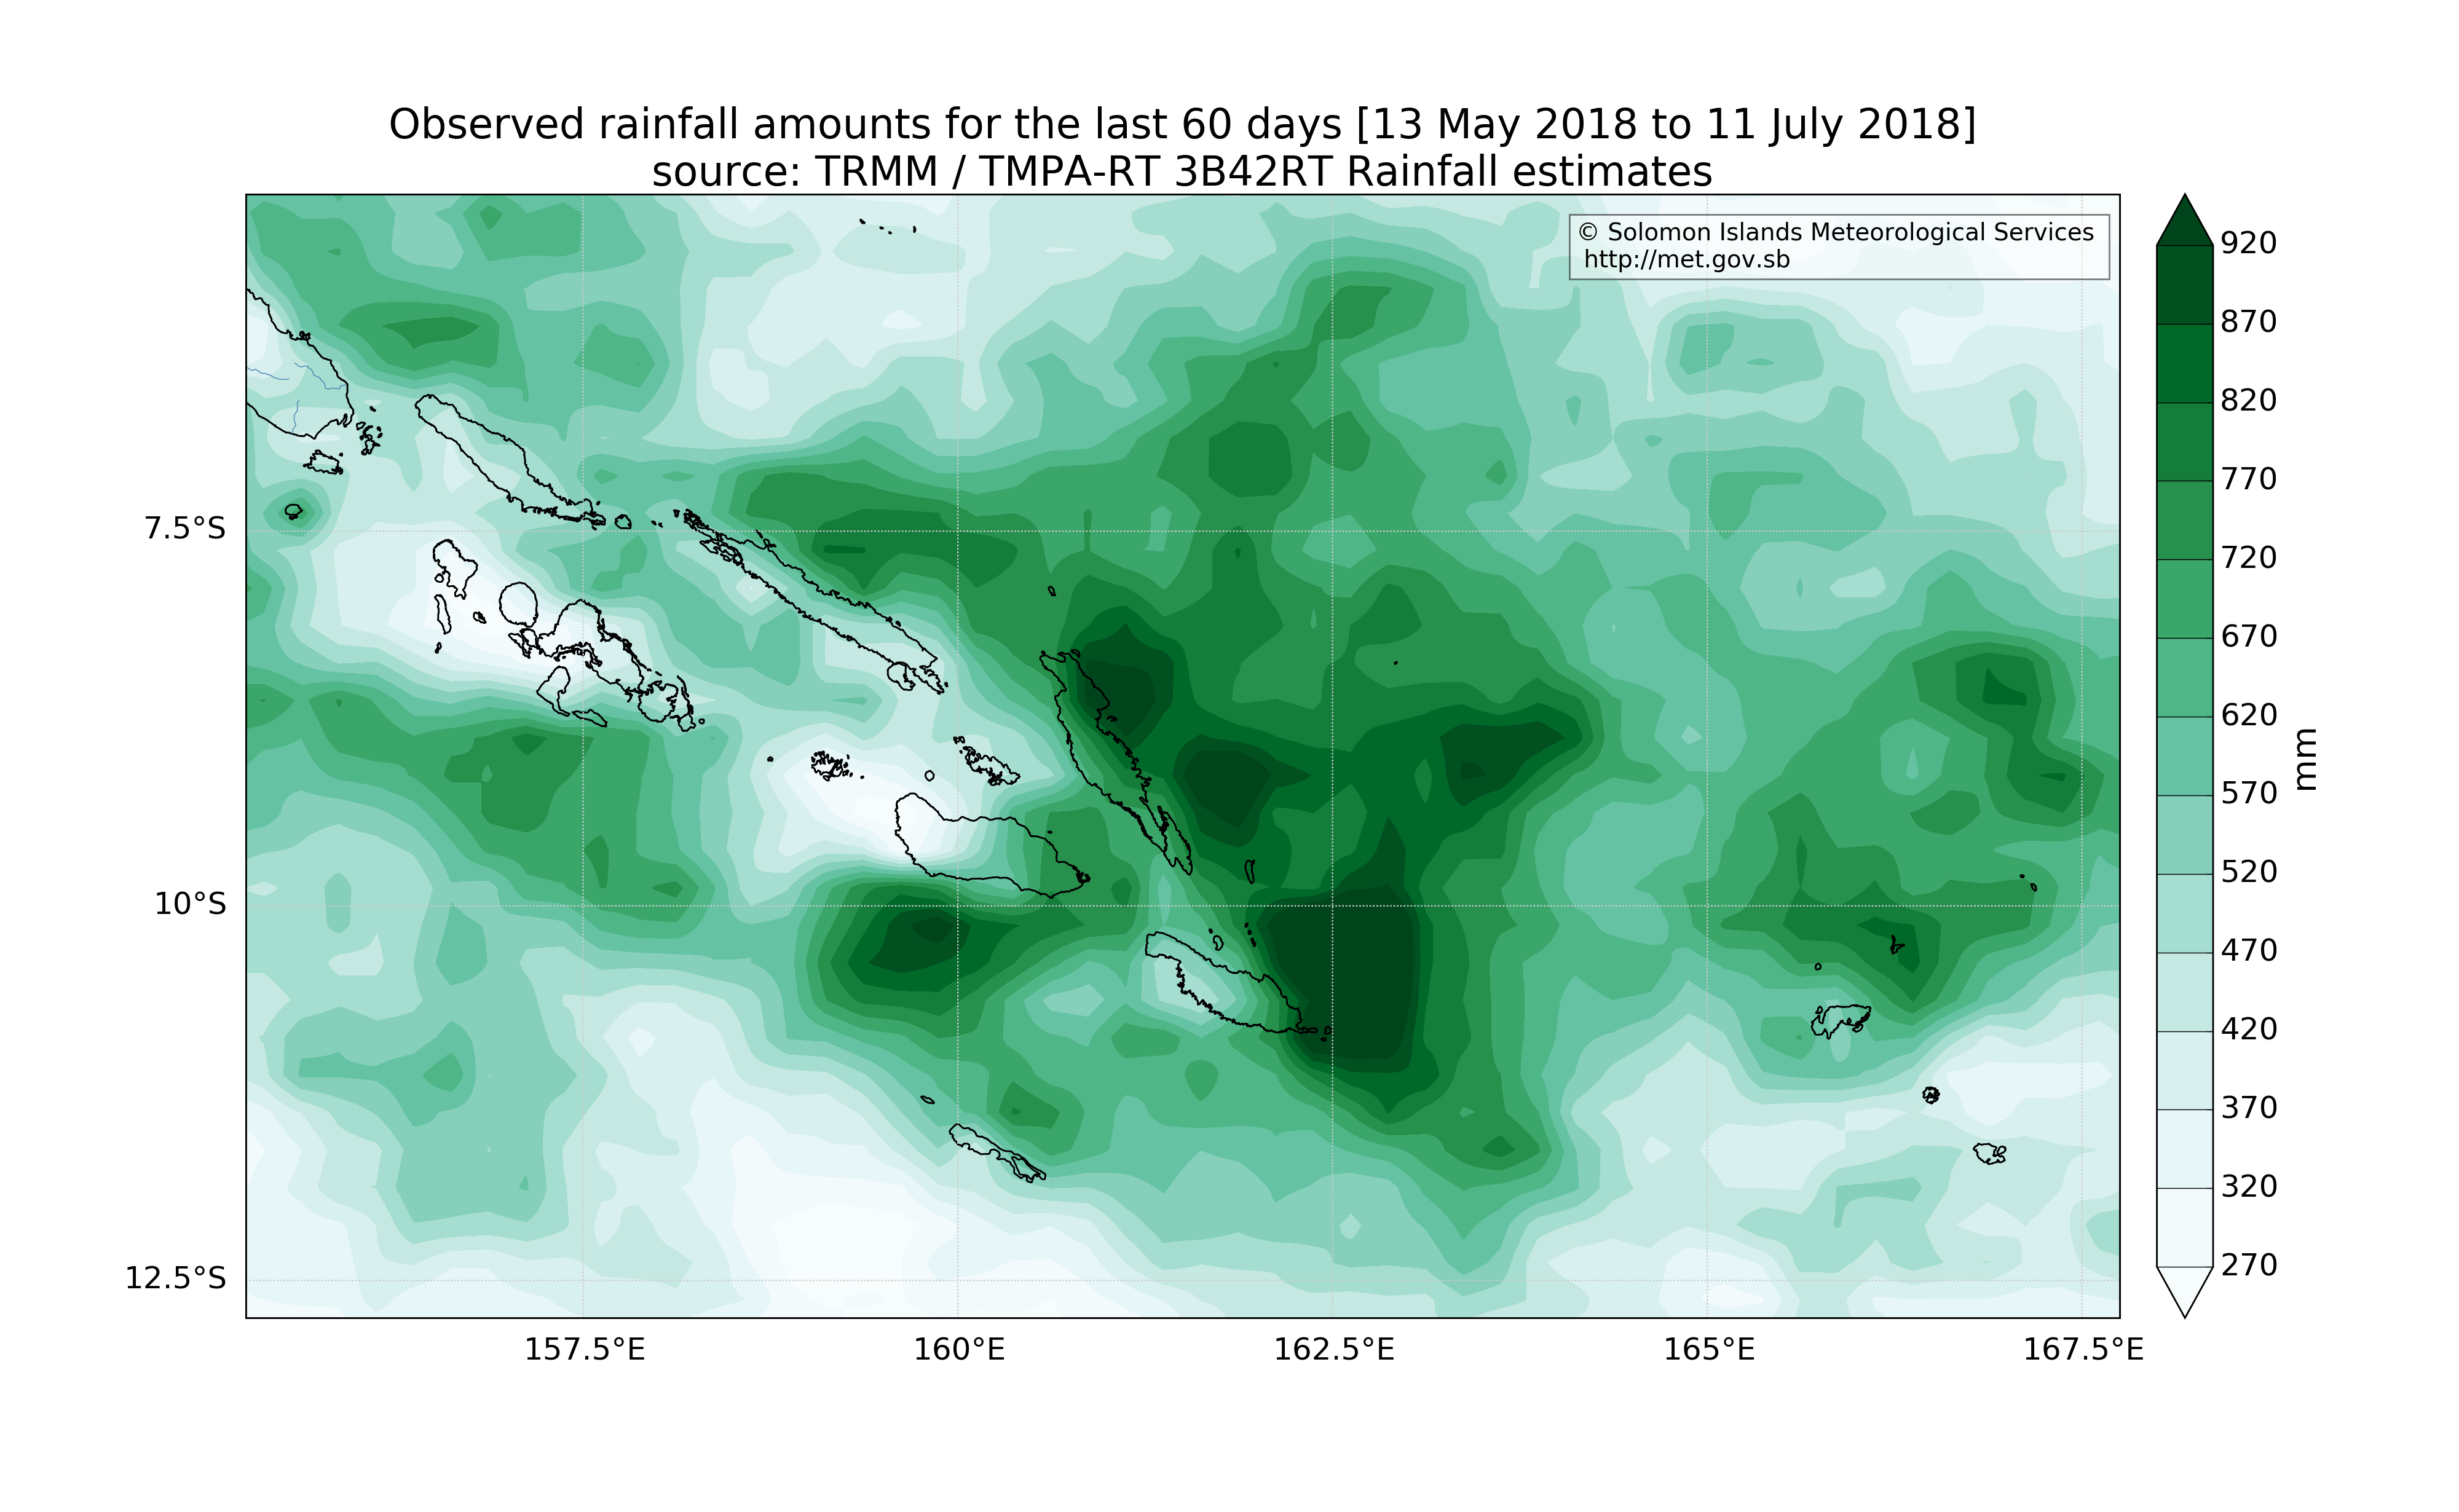 Observed rainfall amounts for the last 60 days [13 May 2018 to 11 July 2018]
source: TRMM / TMPA-RT 3B42RT Rainfall estimates
© Solomon Islands Meteorological Services
http://met.gov.sb
7.5°S
10°S
12.5°S
157.5°E
160°E
162.5°E
165°E
167.5°E
920
870
820
770
720
670
620
570
520
470
420
370
320
270
mm